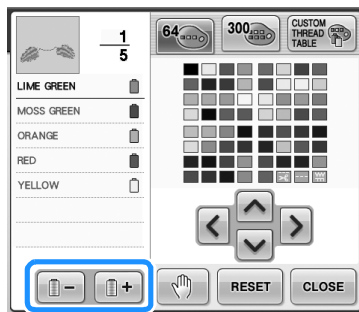 1
5
64
300
CUSTOM
THREAD
TABLE
LIME GREEN
MOSS GREEN
ORANGE
RED
YELLOW
−
+
RESET
CLOSE